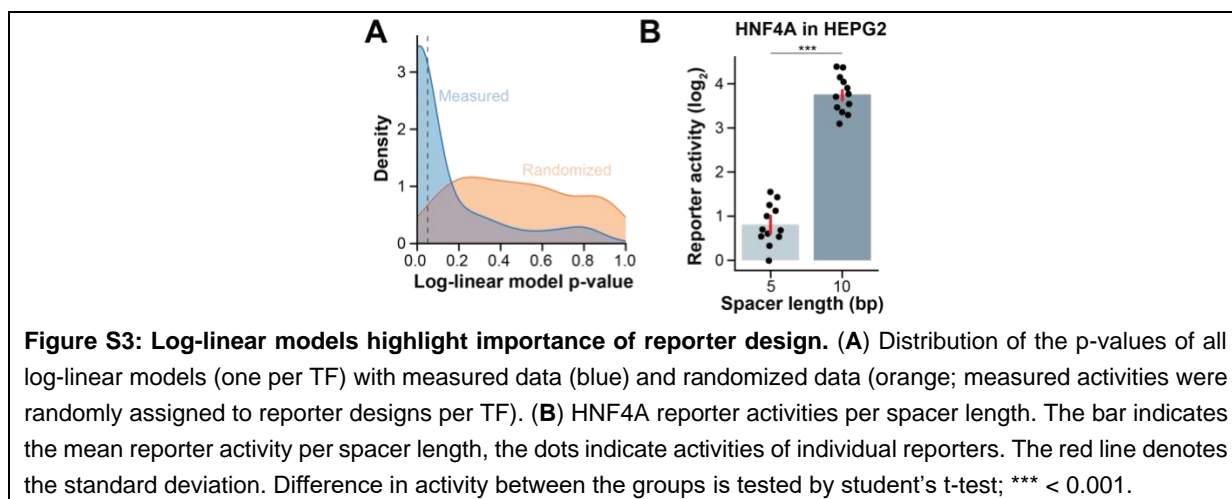 A
3
2
1
0
Density
Measured
Randomized
0.0 0.2 0.4 0.6 0.8 1.0
Log-linear model p-value
B
HNF4A in HEPG2
***
4
3
2
1
0
Reporter activity (log2)
5 10
Spacer length (bp)
Figure S3: Log-linear models highlight importance of reporter design. (A) Distribution of the p-values of all
log-linear models (one per TF) with measured data (blue) and randomized data (orange; measured activities were
randomly assigned to reporter designs per TF). (B) HNF4A reporter activities per spacer length. The bar indicates
the mean reporter activity per spacer length, the dots indicate activities of individual reporters. The red line denotes
the standard deviation. Difference in activity between the groups is tested by student's t-test; *** < 0.001.